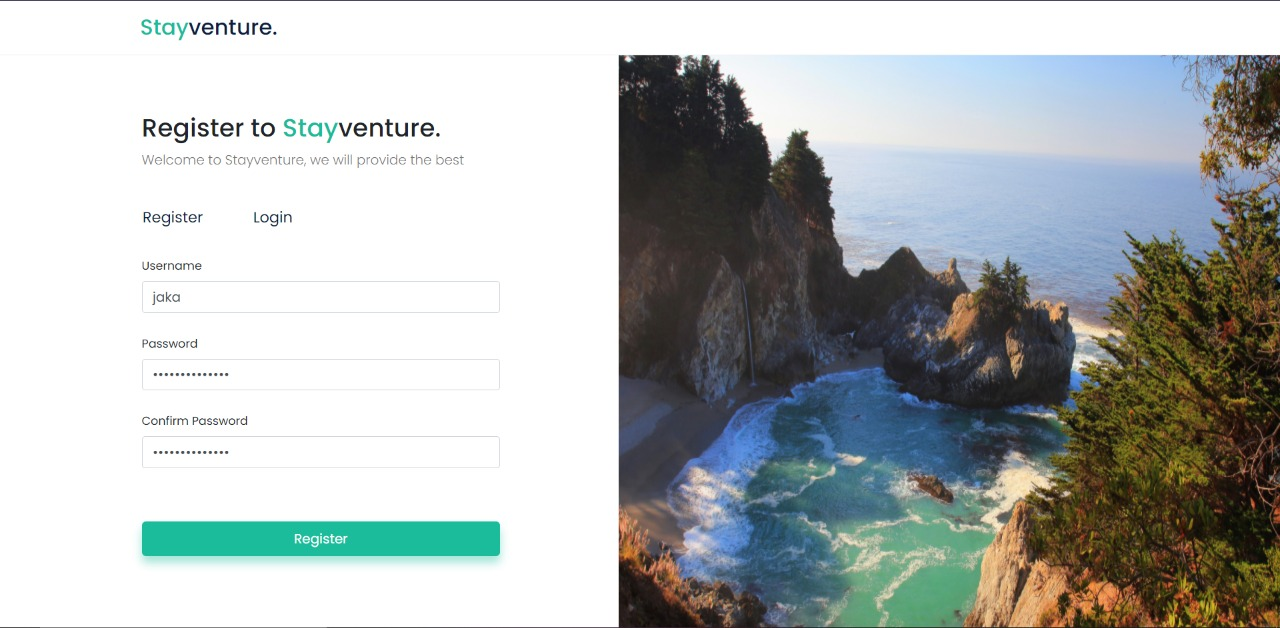 Stayventure.
Register to Stayventure.
Welcome to Stayventure, we will provide the best
Register Login
Username
jaka
Password
••••••••••••••
Confirm Password
••••••••••••••
Register